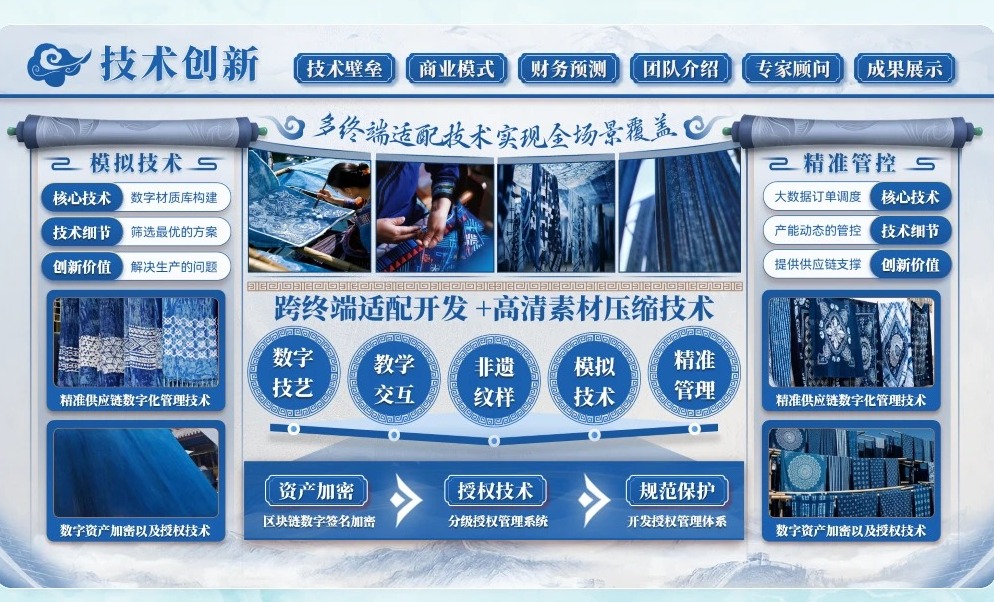 技术创新
技术壁垒
商业模式
财务预测
团队介绍
专家顾问
成果展示
多终端适配技术实现全场景覆盖
模拟技术
核心技术 数字材质库构建
技术细节 筛选最优的方案
创新价值 解决生产的问题
精准供应链数字化管理技术
数字资产加密以及授权技术
跨终端适配开发+高清素材压缩技术
数字
技艺
教学
交互
非遗
纹样
模拟
技术
精准
管理
资产加密
区块链数字签名加密
授权技术
分级授权管理系统
规范保护
开发授权管理体系
精准管控
大数据订单调度 核心技术
产能动态的管控 技术细节
提供供应链支撑 创新价值
精准供应链数字化管理技术
数字资产加密以及授权技术